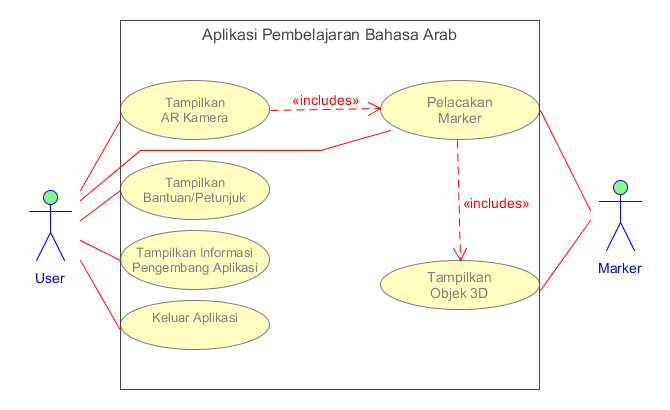 Aplikasi Pembelajaran Bahasa Arab
Tampilkan
AR Kamera
«includes»
Pelacakan
Marker
Tampilkan
Bantuan/Petunjuk
«includes»
Tampilkan Informasi
Pengembang Aplikasi
Tampilkan
Objek 3D
Keluar Aplikasi
User
Marker